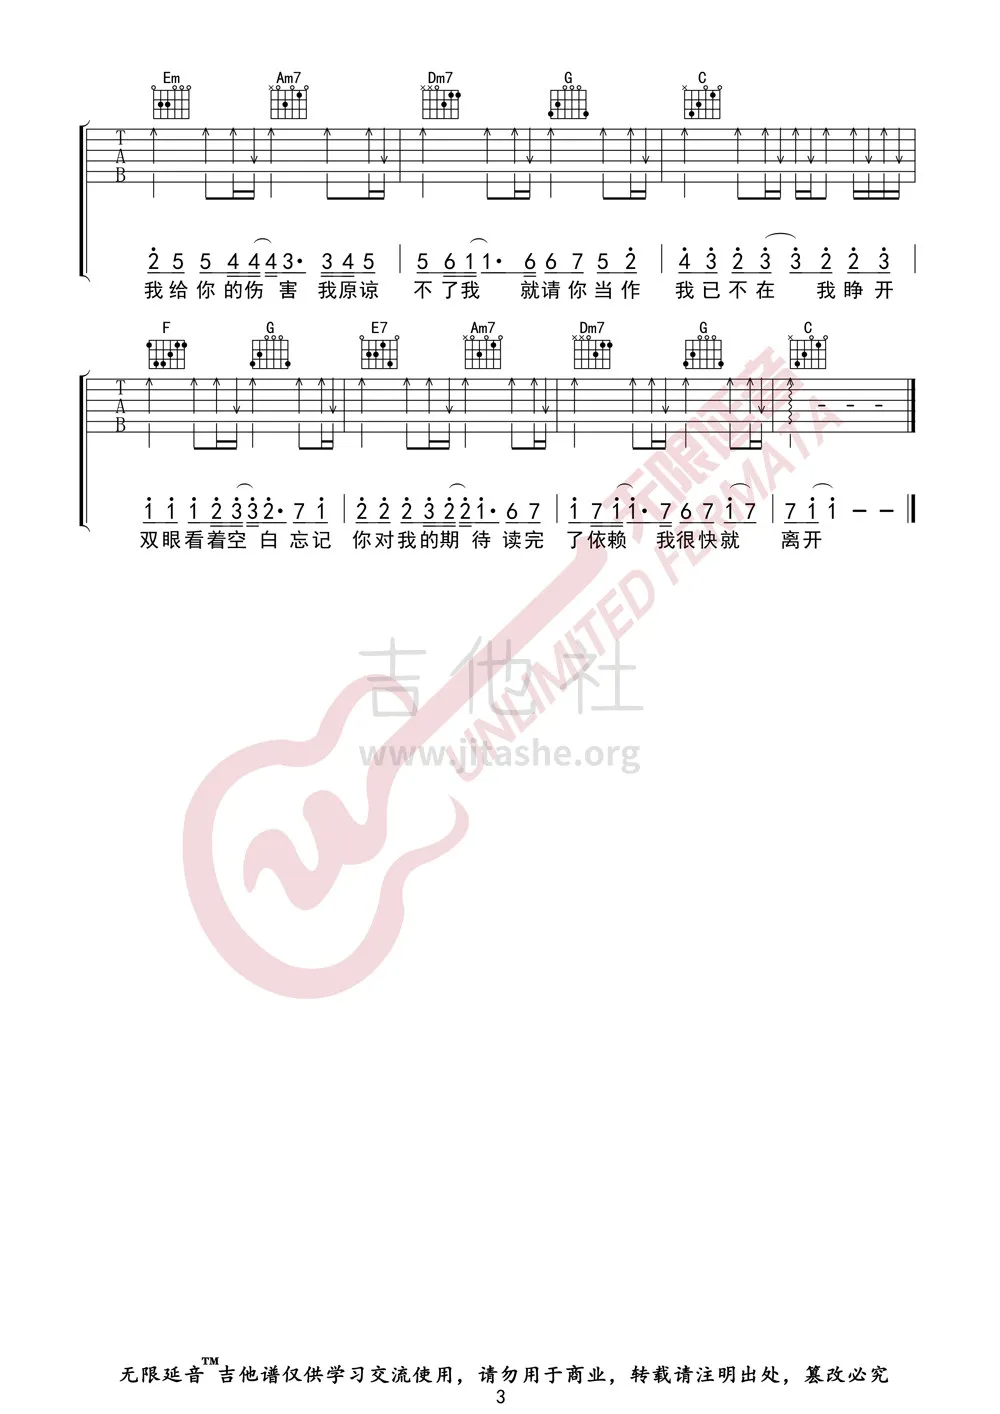 Em Am7 Dm7 G C
T
A
B
2 5 5 4 4 4 3· 3 4 5 | 5 6 1 1· 6 6 7 5 2 | 4 3 2 3 3 2 2 3 |
我给你的伤害 我原谅 不了我 就请你当作 我已不在 我睁开
F G E7 Am7 Dm7 G C
T
A
B
1 1 1 2 3 3 2· 7 1 | 2 2 2 3 2 2 1· 6 7 | 1 7 1 1· 7 6 7 1 7 | 7 1 1 – –
双眼看着空白忘记 你对我的期待读完 了依赖 我很快就 离开
无限延音
UNLIMITED FERMATA
吉他社
www.jitashe.org
无限延音™吉他谱仅供学习交流使用，请勿用于商业，转载请注明出处，篡改必究
3